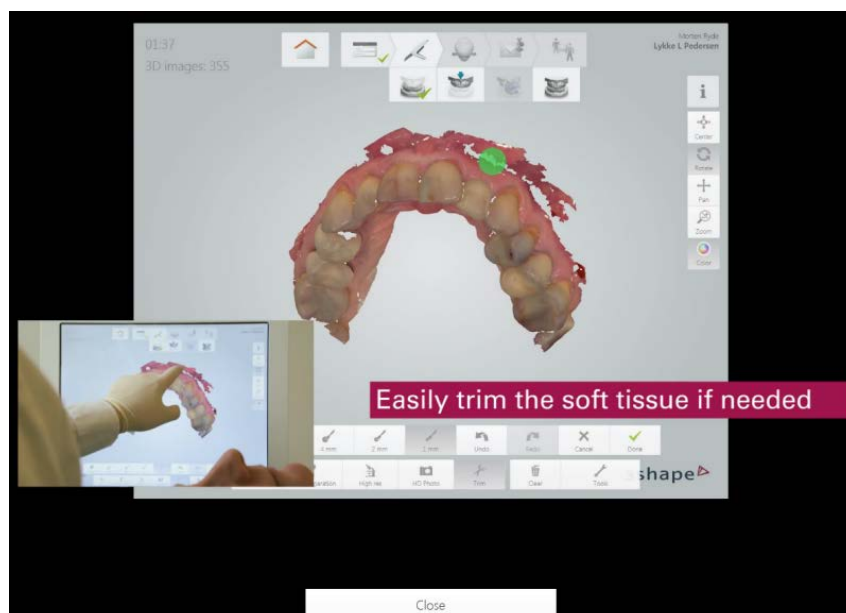 01:37
3D images: 355
Morten Ryde
Lykke L Pedersen
i
Center
Rotate
Pan
Zoom
Color
Easily trim the soft tissue if needed
4 mm
2 mm
Undo
Redo
Cancel
Done
High res
HD Photo
Trim
Clear
Tools
shape
Close